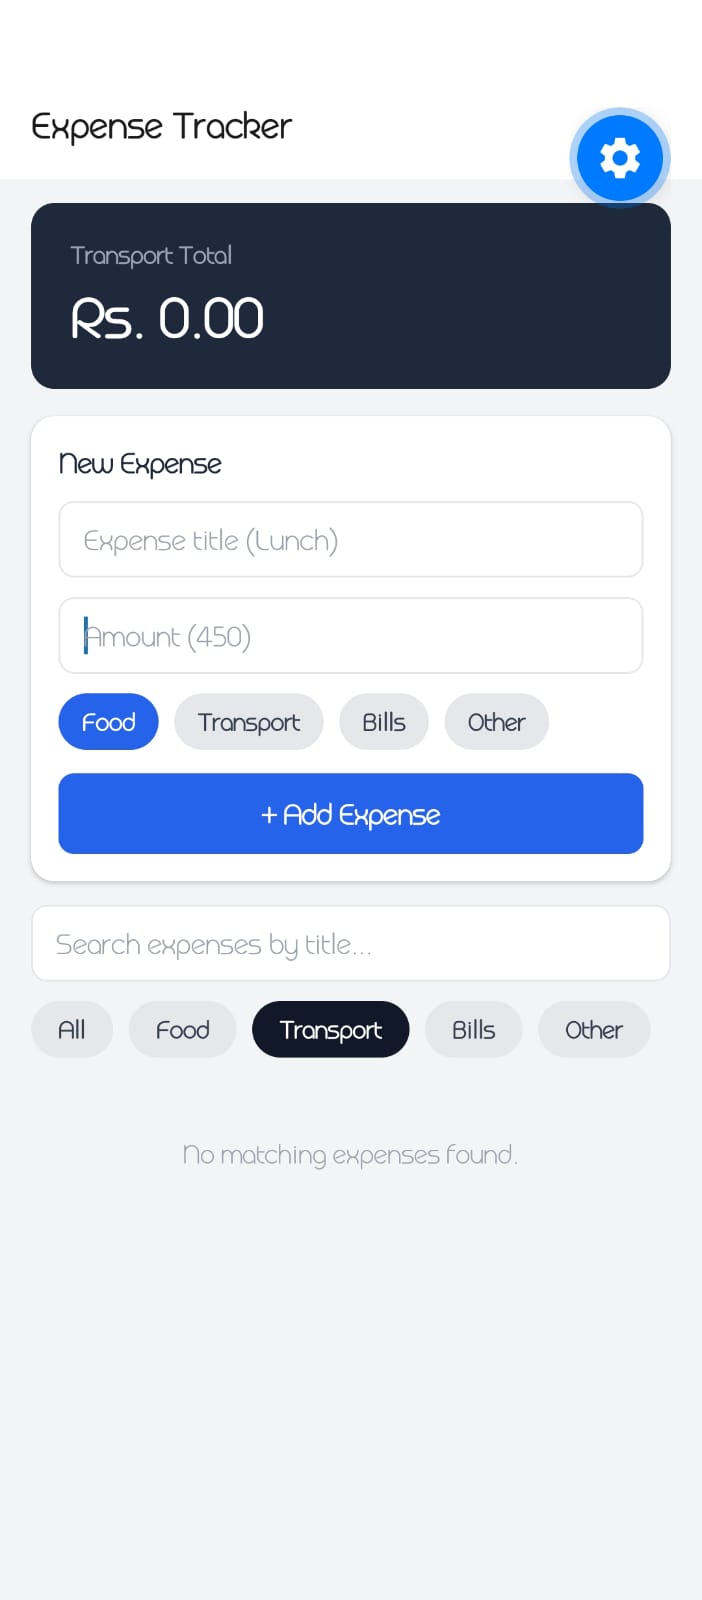 Expense Tracker
Transport Total
Rs. 0.00
New Expense
Expense title (Lunch)
Amount (450)
Food Transport Bills Other
+ Add Expense
Search expenses by title...
All Food Transport Bills Other
No matching expenses found.